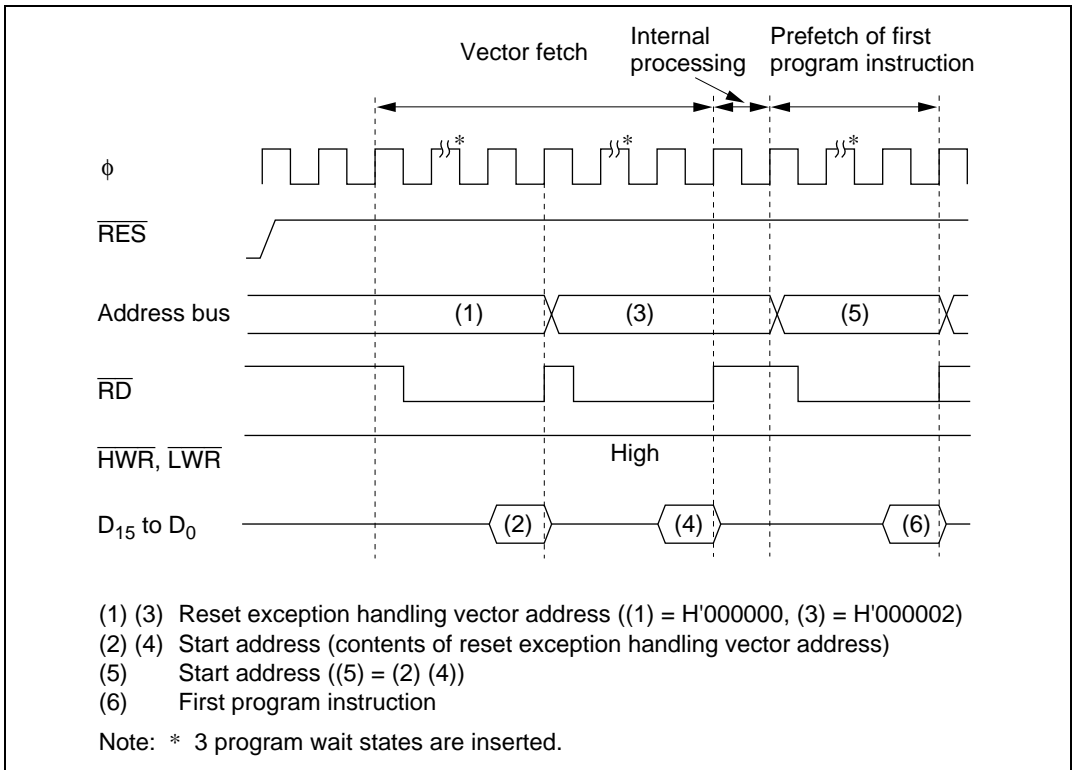 Vector fetch
Internal
processing
Prefetch of first
program instruction
* * *
φ
RES
Address bus (1) (3) (5)
RD
HWR, LWR High
D15 to D0 (2) (4) (6)
(1) (3) Reset exception handling vector address ((1) = H'000000, (3) = H'000002)
(2) (4) Start address (contents of reset exception handling vector address)
(5) Start address ((5) = (2) (4))
(6) First program instruction
Note: * 3 program wait states are inserted.